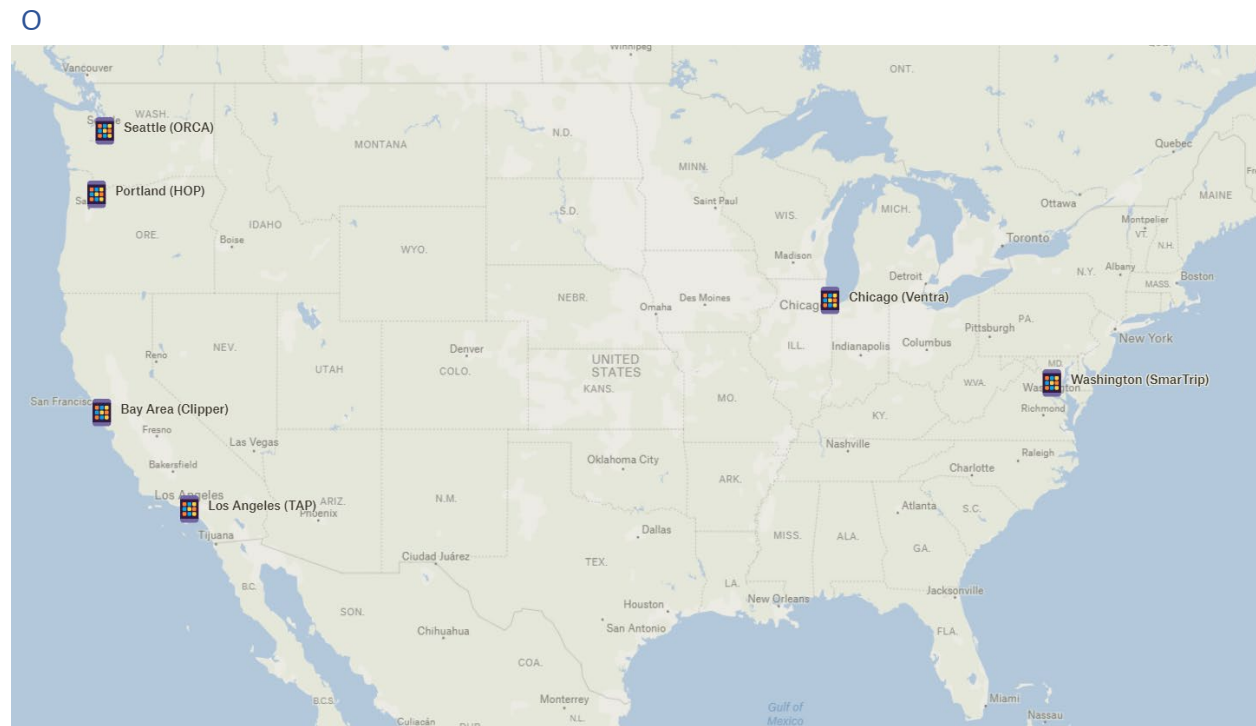 O
Winnipeg
ONT.
Vancouver
WASH.
Seattle (ORCA)
N.D.
MONTANA
Quebec
MINN.
Portland (HOP)
IDAHO
S.D.
Saint Paul
WIS.
MICH.
Ottawa
MAINE
ORE.
Boise
WYO.
Madison
Toronto
Montpelier
VT.
N.H.
Detroit
N.Y.
Albany
Boston
MASS.
NEBR.
Omaha
Des Moines
Chicago (Ventra)
PA.
Pittsburgh
New York
Reno
NEV.
UTAH
Denver
COLO.
UNITED
STATES
KANS.
ILL.
Indianapolis
Columbus
MD.
W.VA.
Washington (SmarTrip)
San Francisco
Bay Area (Clipper)
MO.
KY.
Richmond
Fresno
Las Vegas
Nashville
Raleigh
Bakersfield
Oklahoma City
ARK.
Charlotte
Los Angeles
Los Angeles (TAP)
ARIZ.
Phoenix
N.M.
Atlanta
S.C.
Tijuana
Dallas
MISS.
ALA.
GA.
Ciudad Juárez
TEX.
B.C.
LA.
New Orleans
Jacksonville
SON.
Houston
Chihuahua
San Antonio
FLA.
COA.
B.C.S.
Monterrey
N.L.
Gulf of
Mexico
Miami
Nassau
Culiacán
DUR.